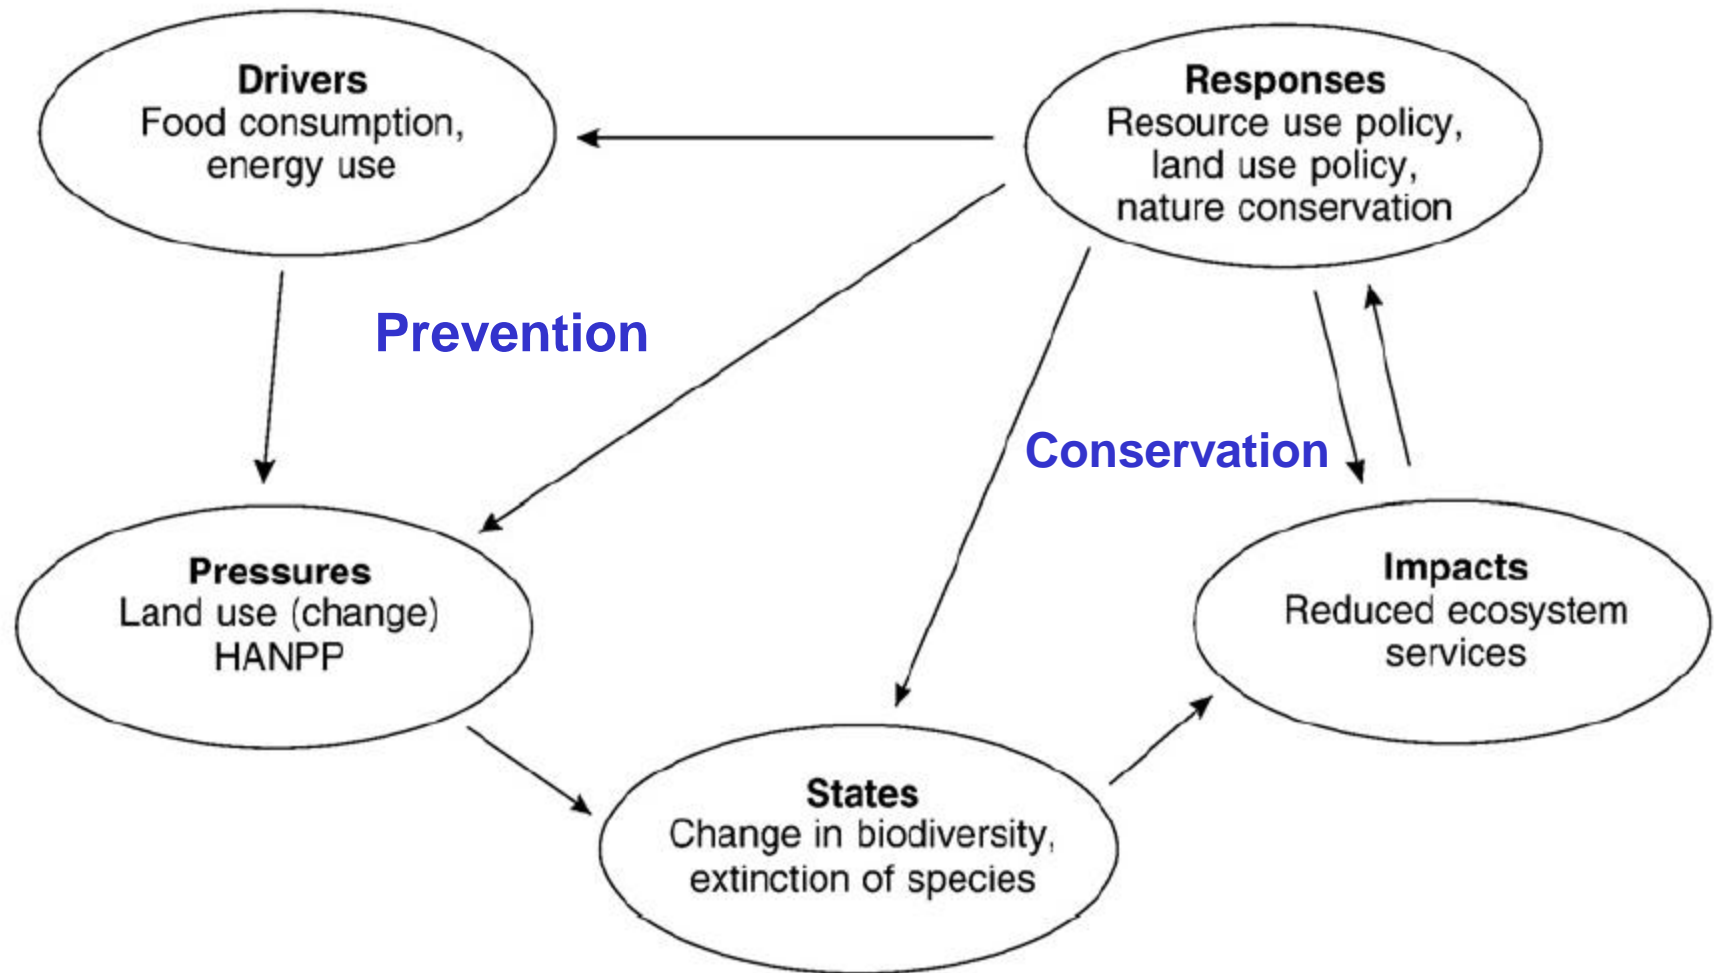 Drivers
Food consumption,
energy use
Responses
Resource use policy,
land use policy,
nature conservation
Prevention
Conservation
Pressures
Land use (change)
HANPP
Impacts
Reduced ecosystem
services
States
Change in biodiversity,
extinction of species